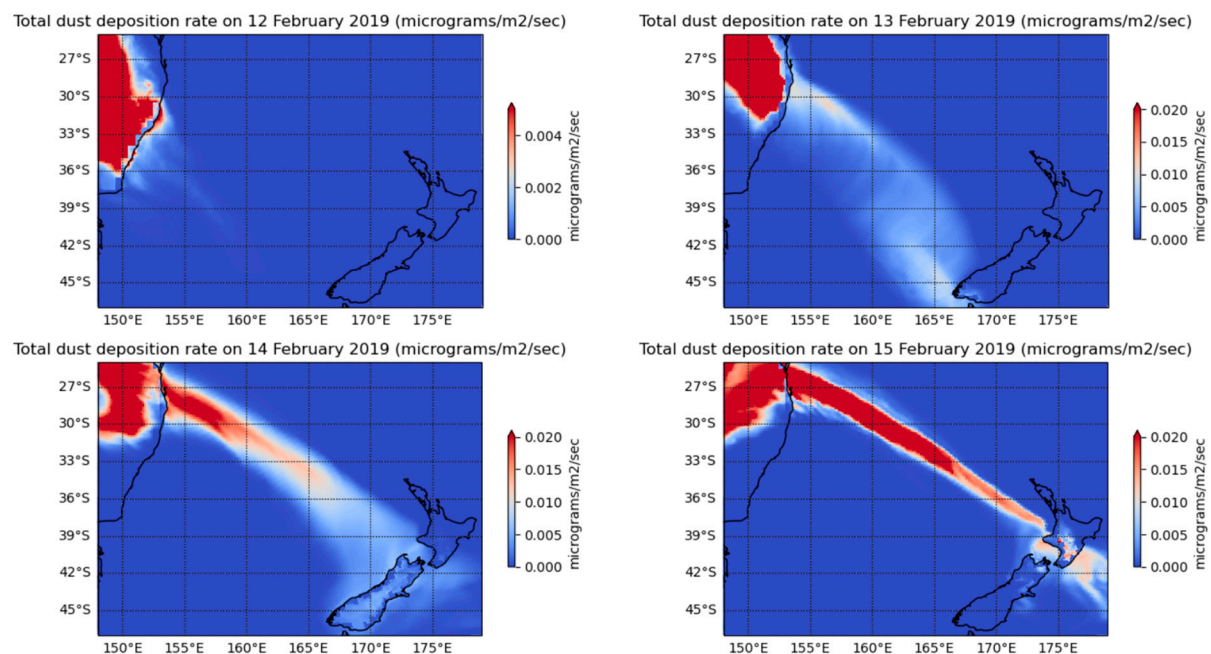 Total dust deposition rate on 12 February 2019 (micrograms/m2/sec)
27°S
30°S
33°S
36°S
39°S
42°S
45°S
150°E 155°E 160°E 165°E 170°E 175°E
0.004
0.002
0.000
micrograms/m2/sec
Total dust deposition rate on 13 February 2019 (micrograms/m2/sec)
27°S
30°S
33°S
36°S
39°S
42°S
45°S
150°E 155°E 160°E 165°E 170°E 175°E
0.020
0.015
0.010
0.005
0.000
micrograms/m2/sec
Total dust deposition rate on 14 February 2019 (micrograms/m2/sec)
27°S
30°S
33°S
36°S
39°S
42°S
45°S
150°E 155°E 160°E 165°E 170°E 175°E
0.020
0.015
0.010
0.005
0.000
micrograms/m2/sec
Total dust deposition rate on 15 February 2019 (micrograms/m2/sec)
27°S
30°S
33°S
36°S
39°S
42°S
45°S
150°E 155°E 160°E 165°E 170°E 175°E
0.020
0.015
0.010
0.005
0.000
micrograms/m2/sec